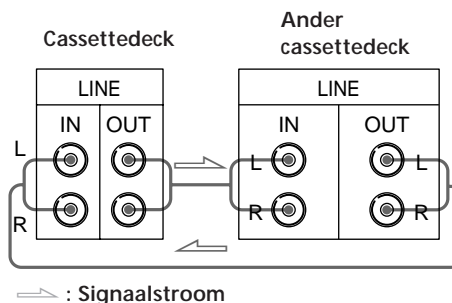 Cassettedeck
Ander
cassettedeck
LINE
LINE
IN OUT
IN OUT
L
L
L
R
R
R
: Signaalstroom